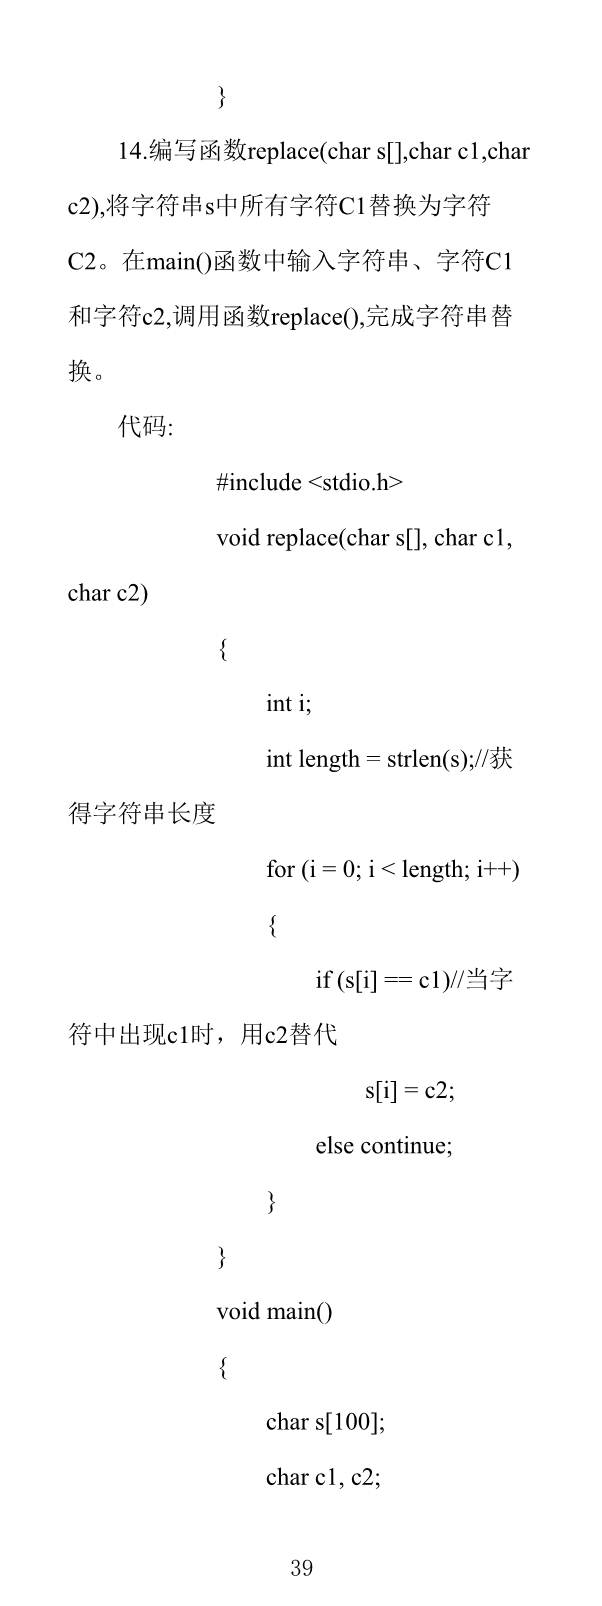 }
14.编写函数replace(char s[],char c1,char
c2),将字符串s中所有字符C1替换为字符
C2。在main()函数中输入字符串、字符C1
和字符c2,调用函数replace(),完成字符串替
换。
代码:
#include <stdio.h>
void replace(char s[], char c1,
char c2)
{
int i;
int length = strlen(s);//获
得字符串长度
for (i = 0; i < length; i++)
{
if (s[i] == c1)//当字
符中出现c1时，用c2替代
s[i] = c2;
else continue;
}
}
void main()
{
char s[100];
char c1, c2;
39